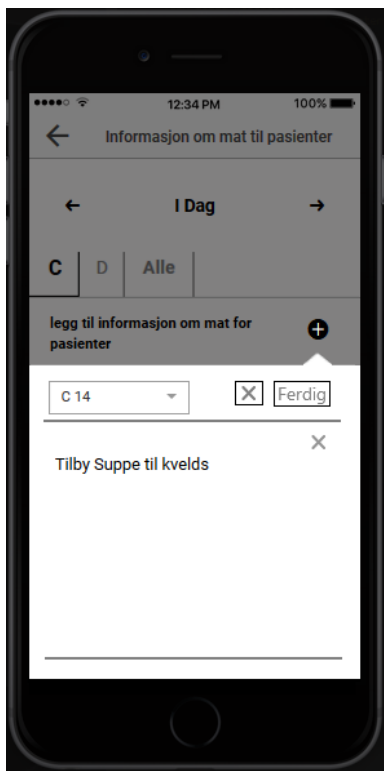 12:34 PM
100%
Informasjon om mat til pasienter
I Dag
C
D
Alle
legg til informasjon om mat for
pasienter
C 14
Ferdig
Tilby Suppe til kvelds